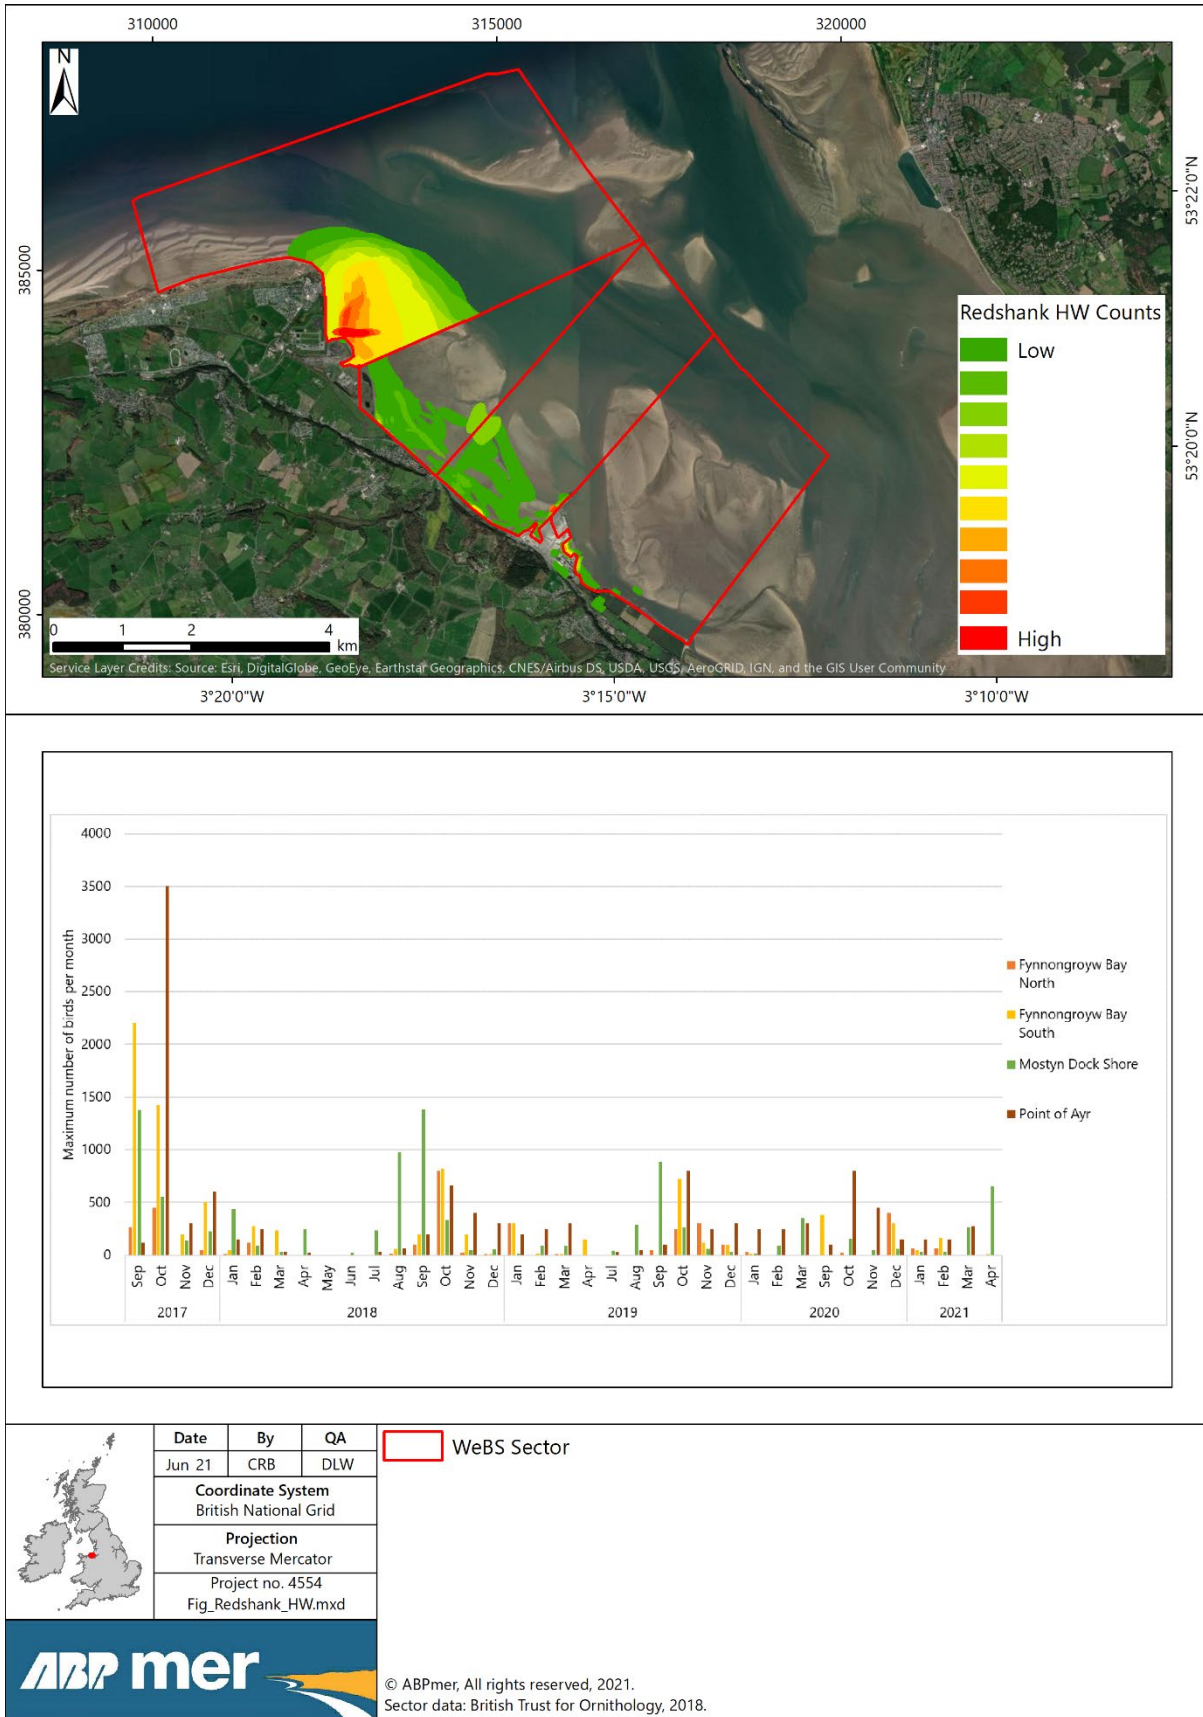 310000 315000 320000
N
385000
380000
53°22'0"N
53°20'0"N
Redshank HW Counts
Low
High
0 1 2 4
km
Service Layer Credits: Source: Esri, DigitalGlobe, GeoEye, Earthstar Geographics, CNES/Airbus DS, USDA, USGS, AeroGRID, IGN, and the GIS User Community
3°20'0"W 3°15'0"W 3°10'0"W
Maximum number of birds per month
4000
3500
3000
2500
2000
1500
1000
500
0
Fynnongroyw Bay
North
Fynnongroyw Bay
South
Mostyn Dock Shore
Point of Ayr
Sep Oct Nov Dec Jan Feb Mar Apr May Jun Jul Aug Sep Oct Nov Dec Jan Feb Mar Apr Jul Aug Sep Oct Nov Dec Jan Feb Mar Sep Oct Nov Dec Jan Feb Mar Apr
2017 2018 2019 2020 2021
Date By QA
Jun 21 CRB DLW
Coordinate System
British National Grid
Projection
Transverse Mercator
Project no. 4554
Fig_Redshank_HW.mxd
WeBS Sector
ABPmer
© ABPmer, All rights reserved, 2021.
Sector data: British Trust for Ornithology, 2018.